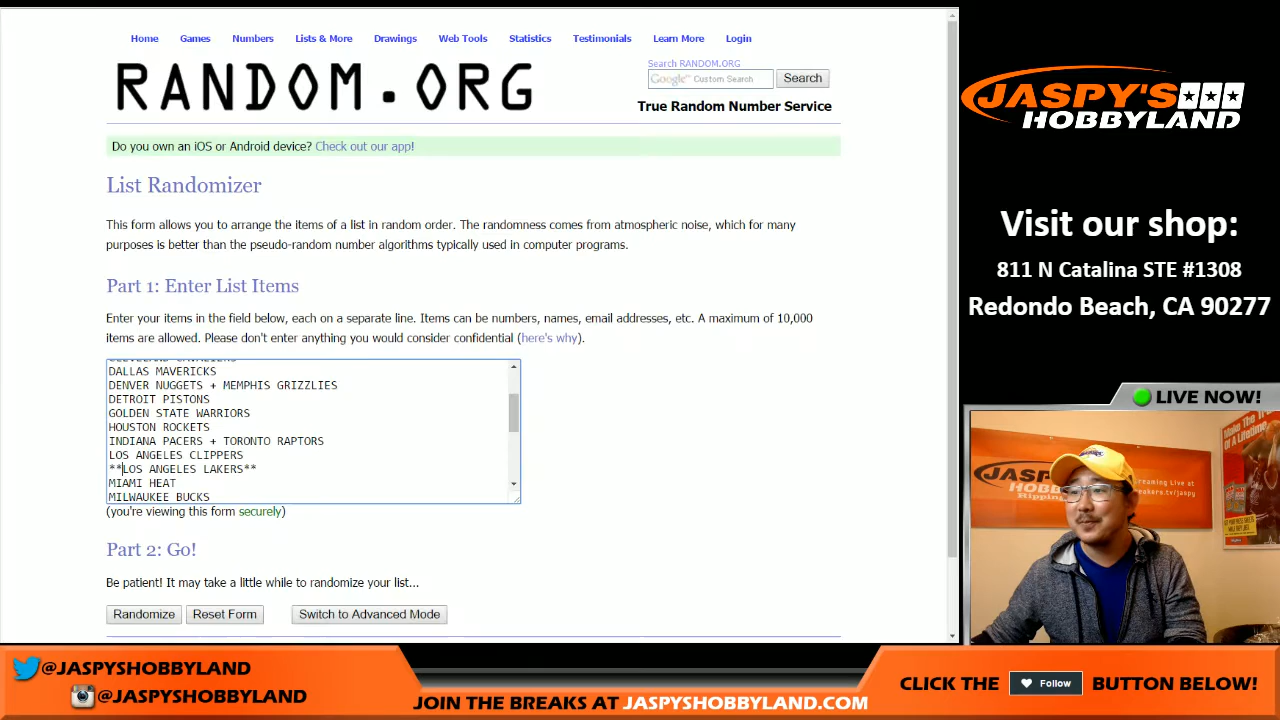 Home Games Numbers Lists & More Drawings Web Tools Statistics Testimonials Learn More Login
RANDOM.ORG
Search RANDOM.ORG
Google™ Custom Search Search
True Random Number Service
Do you own an iOS or Android device? Check out our app!
List Randomizer
This form allows you to arrange the items of a list in random order. The randomness comes from atmospheric noise, which for many
purposes is better than the pseudo-random number algorithms typically used in computer programs.
Part 1: Enter List Items
Enter your items in the field below, each on a separate line. Items can be numbers, names, email addresses, etc. A maximum of 10,000
items are allowed. Please don't enter anything you would consider confidential (here's why).
CLEVELAND CAVALIERS
DALLAS MAVERICKS
DENVER NUGGETS + MEMPHIS GRIZZLIES
DETROIT PISTONS
GOLDEN STATE WARRIORS
HOUSTON ROCKETS
INDIANA PACERS + TORONTO RAPTORS
LOS ANGELES CLIPPERS
**LOS ANGELES LAKERS**
MIAMI HEAT
MILWAUKEE BUCKS
(you're viewing this form securely)
Part 2: Go!
Be patient! It may take a little while to randomize your list...
Randomize Reset Form Switch to Advanced Mode
JASPY'S
HOBBYLAND
Visit our shop:
811 N Catalina STE #1308
Redondo Beach, CA 90277
LIVE NOW!
@JASPYSHOBBYLAND
@JASPYSHOBBYLAND
JOIN THE BREAKS AT JASPYSHOBBYLAND.COM
CLICK THE Follow BUTTON BELOW!